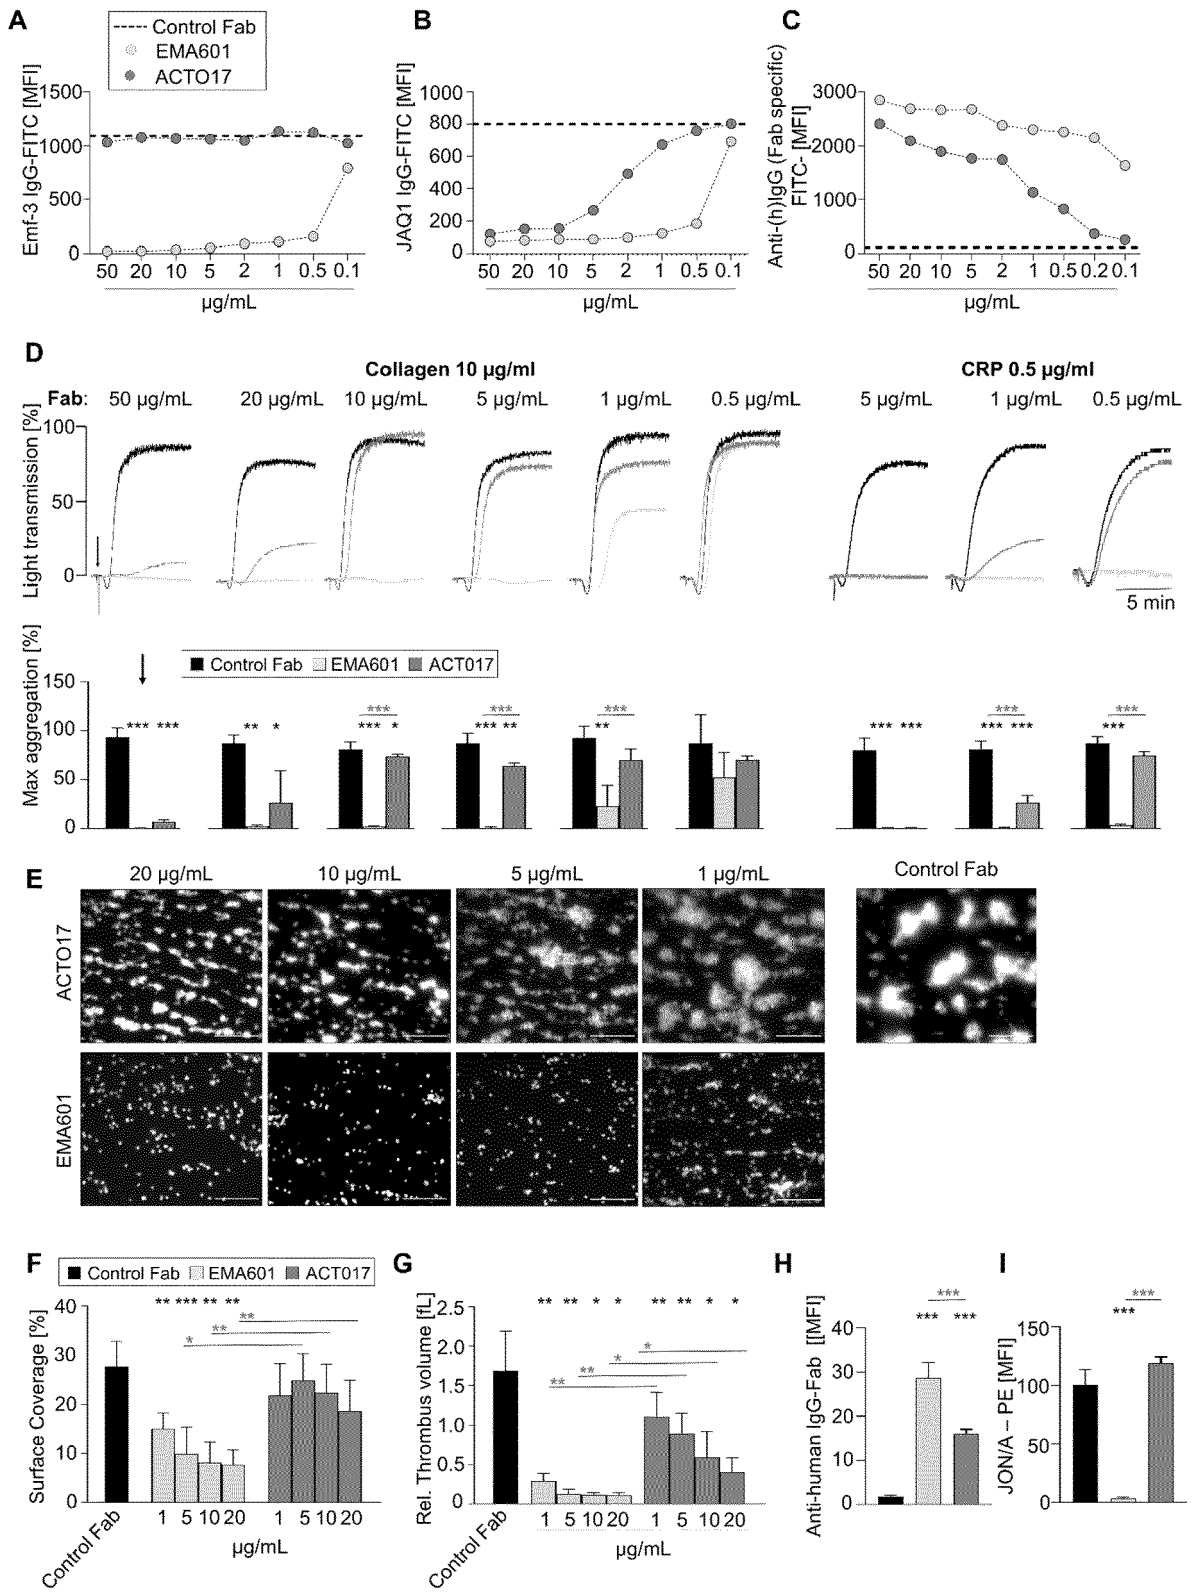 A
Control Fab
EMA601
ACTO17
Emf-3 IgG-FITC [MFI]
1500
1000
500
0
50 20 10 5 2 1 0.5 0.1
µg/mL
B
JAQ1 IgG-FITC [MFI]
1000
800
600
400
200
0
50 20 10 5 2 1 0.5 0.1
µg/mL
C
Anti-(h)IgG (Fab specific)
FITC- [MFI]
3000
2000
1000
0
50 20 10 5 2 1 0.5 0.2 0.1
µg/mL
D
Collagen 10 µg/ml
CRP 0.5 µg/ml
Fab: 50 µg/mL 20 µg/mL 10 µg/mL 5 µg/mL 1 µg/mL 0.5 µg/mL 5 µg/mL 1 µg/mL 0.5 µg/mL
Light transmission [%]
100
50
0
5 min
Control Fab EMA601 ACT017
Max aggregation [%]
150
100
50
0
*** *** ** * *** *** * *** *** ** *** ** *** *** *** *** *** *** ***
E
20 µg/mL 10 µg/mL 5 µg/mL 1 µg/mL Control Fab
ACTO17
EMA601
F
Control Fab EMA601 ACT017
Surface Coverage [%]
40
30
20
10
0
** *** ** **
**
**
*
Control Fab
1 5 10 20 1 5 10 20
µg/mL
G
Rel. Thrombus volume [fL]
2.5
2.0
1.5
1.0
0.5
0
** ** * * ** ** * *
*
*
**
**
Control Fab
1 5 10 20 1 5 10 20
µg/mL
H
Anti-human IgG-Fab [[MFI]
40
30
20
10
0
***
*** ***
I
JON/A – PE [MFI]
150
100
50
0
***
***